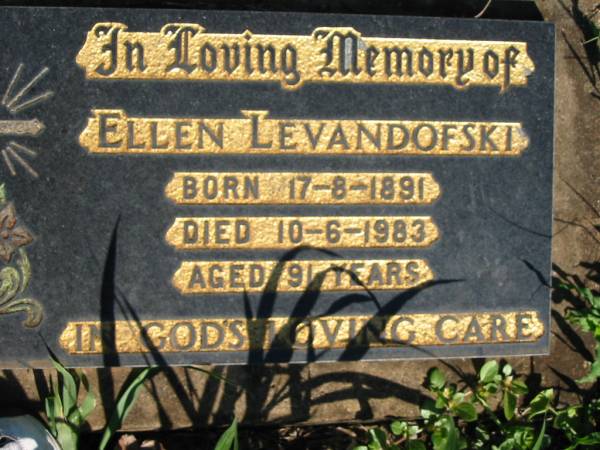 In Loving Memory of
ELLEN LEVANDOFSKI
BORN 17-8-1891
DIED 10-6-1983
AGED 91 YEARS
IN GOD'S LOVING CARE